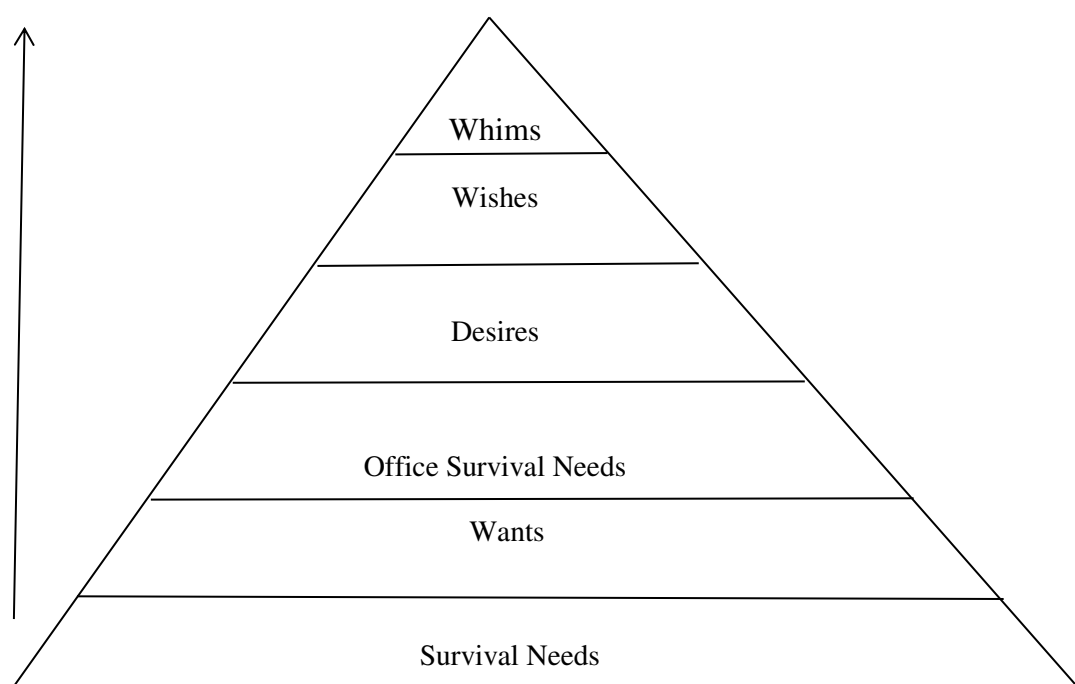 Whims
Wishes
Desires
Office Survival Needs
Wants
Survival Needs